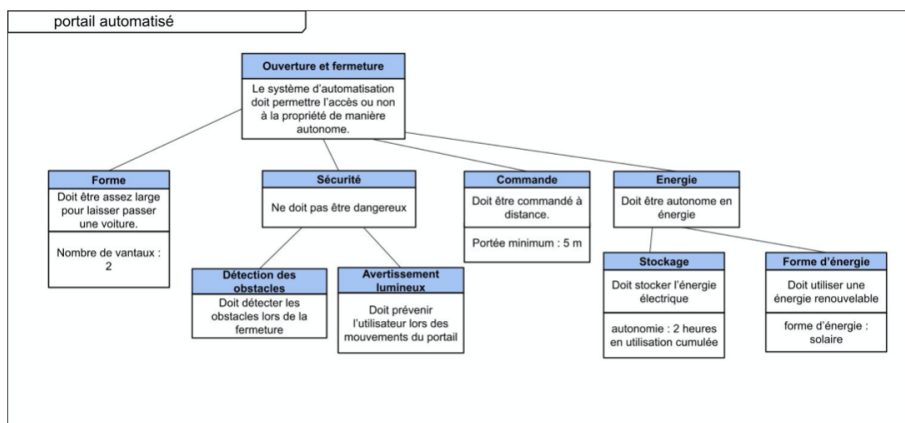 portail automatisé
Ouverture et fermeture
Le système d'automatisation
doit permettre l'accès ou non
à la propriété de manière
autonome.
Forme
Doit être assez large
pour laisser passer
une voiture.
Nombre de vantaux :
2
Sécurité
Ne doit pas être dangereux
Commande
Doit être commandé à
distance.
Portée minimum : 5 m
Energie
Doit être autonome en
énergie
Détection des
obstacles
Doit détecter les
obstacles lors de la
fermeture
Avertissement
lumineux
Doit prévenir
l'utilisateur lors des
mouvements du portail
Stockage
Doit stocker l'énergie
électrique
autonomie : 2 heures
en utilisation cumulée
Forme d'énergie
Doit utiliser une
énergie renouvelable
forme d'énergie :
solaire